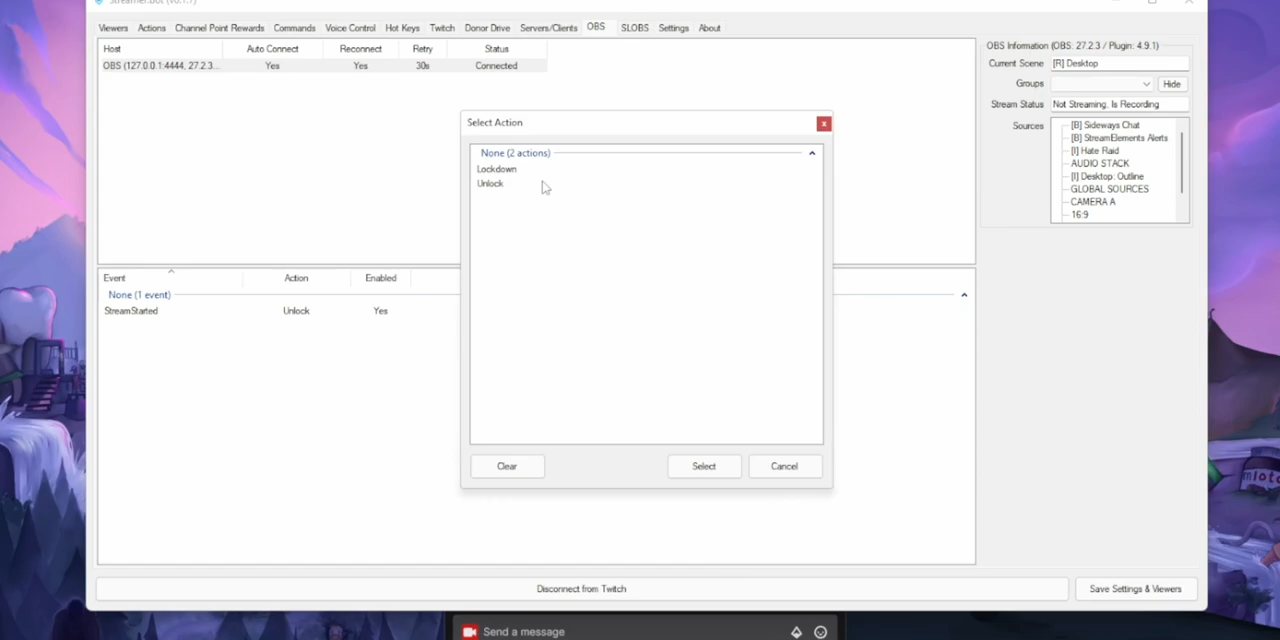 Streamer.bot (v0.1.7)
Viewers Actions Channel Point Rewards Commands Voice Control Hot Keys Twitch Donor Drive Servers/Clients OBS SLOBS Settings About
Host Auto Connect Reconnect Retry Status
OBS (127.0.0.1:4444, 27.2.3... Yes Yes 30s Connected
OBS Information (OBS: 27.2.3 / Plugin: 4.9.1)
Current Scene [R] Desktop
Groups Hide
Stream Status Not Streaming, Is Recording
Sources
[B] Sideways Chat
[B] StreamElements Alerts
[I] Hate Raid
AUDIO STACK
[I] Desktop: Outline
GLOBAL SOURCES
CAMERA A
16:9
Select Action
x
None (2 actions)
Lockdown
Unlock
Clear Select Cancel
Event Action Enabled
None (1 event)
StreamStarted Unlock Yes
Disconnect from Twitch Save Settings & Viewers
Send a message